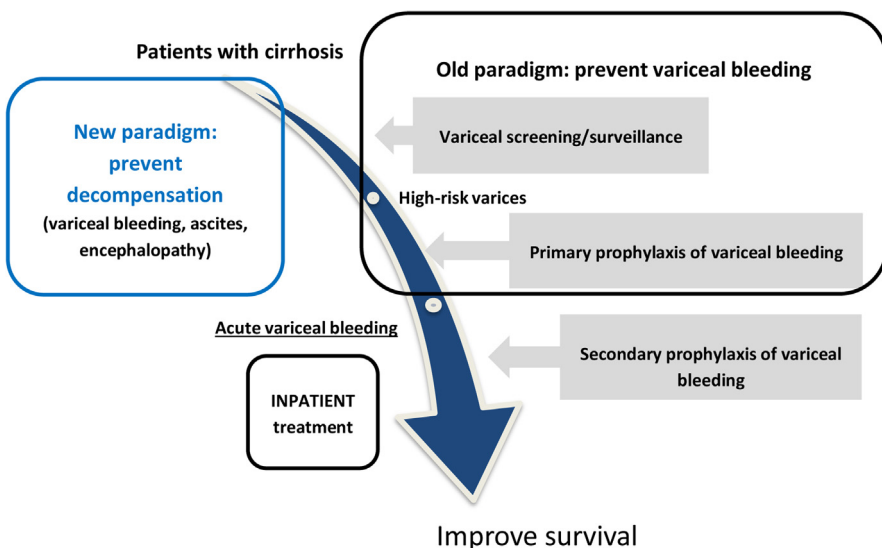 Patients with cirrhosis
Old paradigm: prevent variceal bleeding
New paradigm:
prevent
decompensation
(variceal bleeding, ascites,
encephalopathy)
Variceal screening/surveillance
High-risk varices
Primary prophylaxis of variceal bleeding
Acute variceal bleeding
Secondary prophylaxis of variceal
bleeding
INPATIENT
treatment
Improve survival